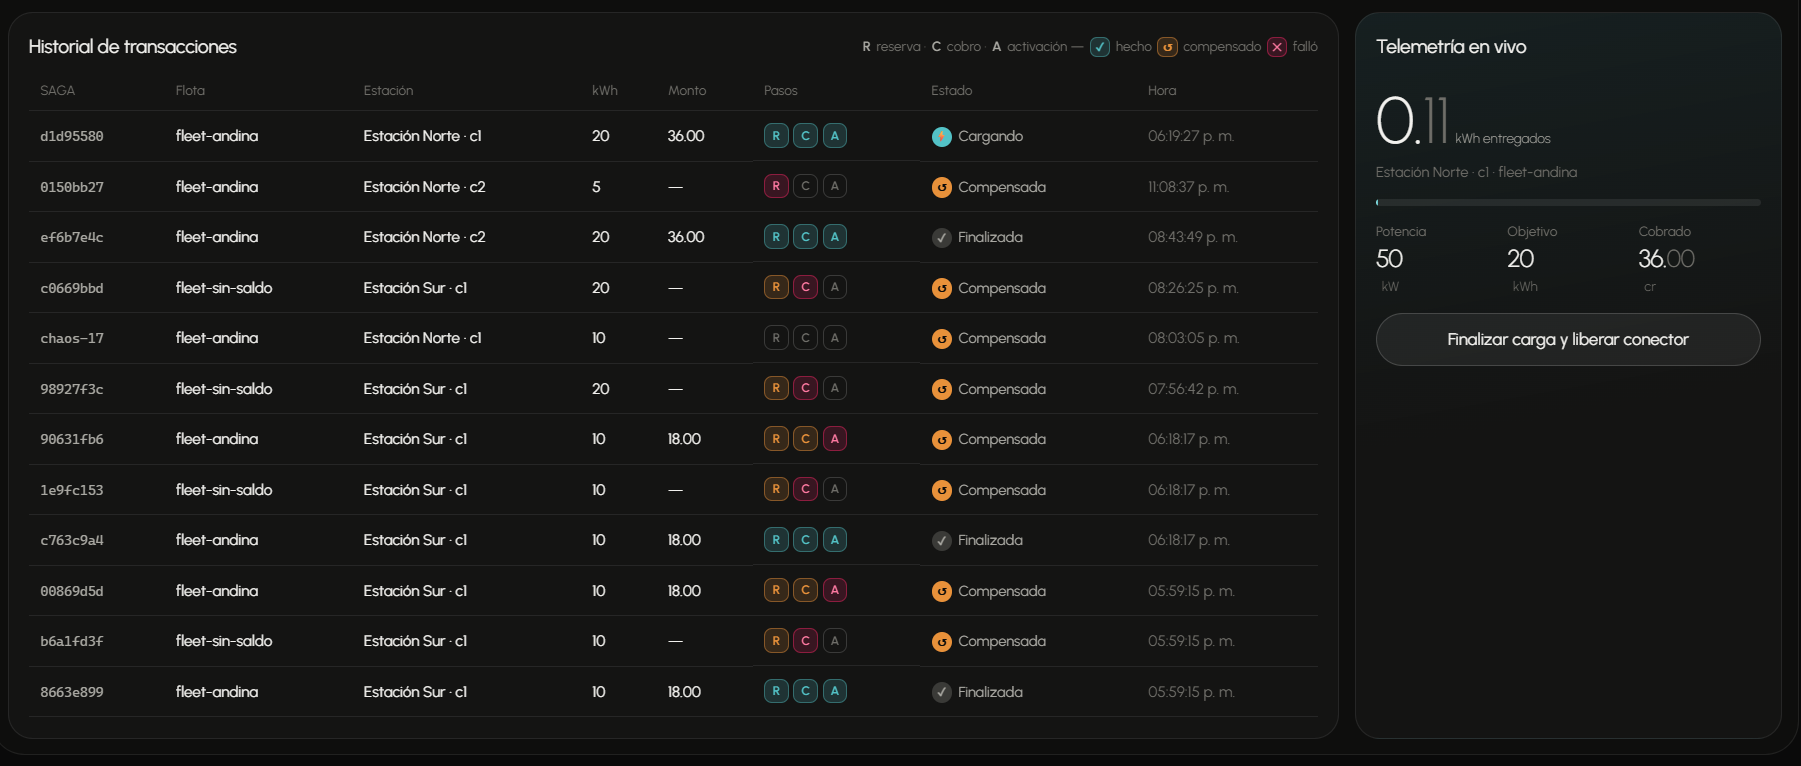 Historial de transacciones
R reserva · C cobro · A activación — ✓ hecho ↺ compensado ✕ falló
SAGA Flota Estación kWh Monto Pasos Estado Hora
d1d95580 fleet-andina Estación Norte · c1 20 36.00 R C A Cargando 06:19:27 p. m.
0150bb27 fleet-andina Estación Norte · c2 5 — R C A ↺ Compensada 11:08:37 p. m.
ef6b7e4c fleet-andina Estación Norte · c2 20 36.00 R C A ✓ Finalizada 08:43:49 p. m.
c0669bbd fleet-sin-saldo Estación Sur · c1 20 — R C A ↺ Compensada 08:26:25 p. m.
chaos-17 fleet-andina Estación Norte · c1 10 — R C A ↺ Compensada 08:03:05 p. m.
98927f3c fleet-sin-saldo Estación Sur · c1 20 — R C A ↺ Compensada 07:56:42 p. m.
90631fb6 fleet-andina Estación Sur · c1 10 18.00 R C A ↺ Compensada 06:18:17 p. m.
1e9fc153 fleet-sin-saldo Estación Sur · c1 10 — R C A ↺ Compensada 06:18:17 p. m.
c763c9a4 fleet-andina Estación Sur · c1 10 18.00 R C A ✓ Finalizada 06:18:17 p. m.
00869d5d fleet-andina Estación Sur · c1 10 18.00 R C A ↺ Compensada 05:59:15 p. m.
b6a1fd3f fleet-sin-saldo Estación Sur · c1 10 — R C A ↺ Compensada 05:59:15 p. m.
8663e899 fleet-andina Estación Sur · c1 10 18.00 R C A ✓ Finalizada 05:59:15 p. m.
Telemetría en vivo
0.11 kWh entregados
Estación Norte · c1 · fleet-andina
Potencia Objetivo Cobrado
50 20 36.00
kW kWh cr
Finalizar carga y liberar conector